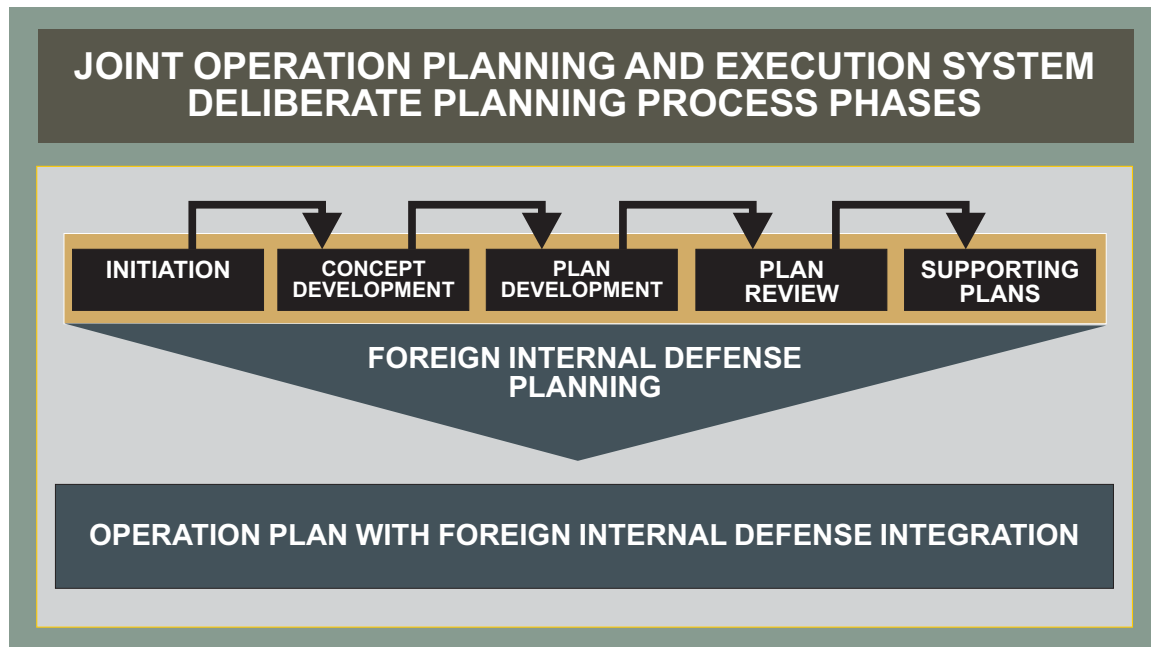 JOINT OPERATION PLANNING AND EXECUTION SYSTEM
DELIBERATE PLANNING PROCESS PHASES
INITIATION
CONCEPT
DEVELOPMENT
PLAN
DEVELOPMENT
PLAN
REVIEW
SUPPORTING
PLANS
FOREIGN INTERNAL DEFENSE
PLANNING
OPERATION PLAN WITH FOREIGN INTERNAL DEFENSE INTEGRATION